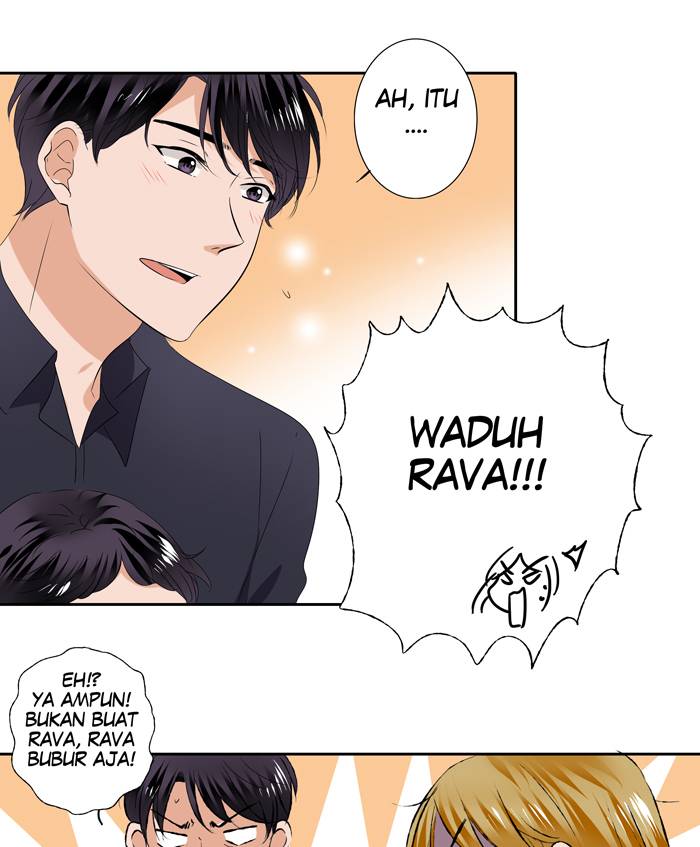 AH, ITU
....
WADUH
RAVA!!!
EH!?
YA AMPUN!
BUKAN BUAT
RAVA, RAVA
BUBUR AJA!